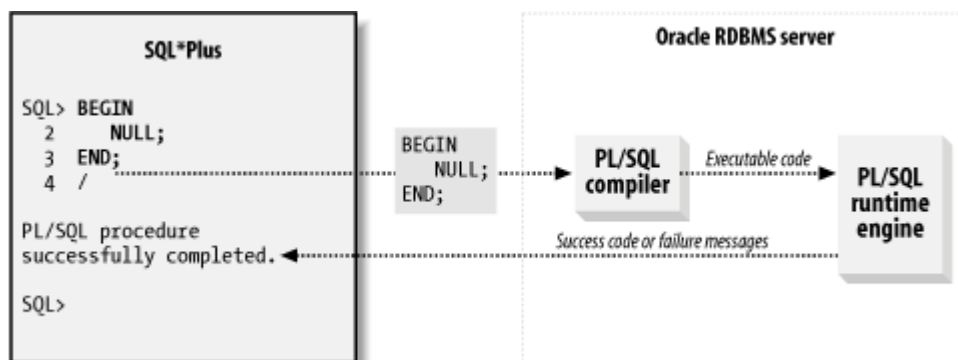 SQL*Plus
SQL> BEGIN
2 NULL;
3 END;
4 /
PL/SQL procedure
successfully completed.
SQL>
BEGIN
NULL;
END;
Oracle RDBMS server
PL/SQL
compiler
Executable code
PL/SQL
runtime
engine
Success code or failure messages